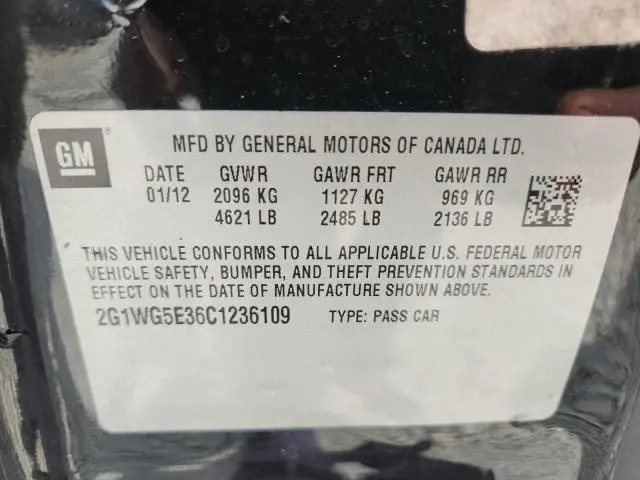 GM
MFD BY GENERAL MOTORS OF CANADA LTD.
DATE GVWR GAWR FRT GAWR RR
01/12 2096 KG 1127 KG 969 KG
4621 LB 2485 LB 2136 LB
THIS VEHICLE CONFORMS TO ALL APPLICABLE U.S. FEDERAL MOTOR
VEHICLE SAFETY, BUMPER, AND THEFT PREVENTION STANDARDS IN
EFFECT ON THE DATE OF MANUFACTURE SHOWN ABOVE.
2G1WG5E36C1236109 TYPE: PASS CAR